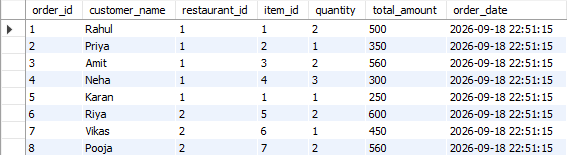 order_id customer_name restaurant_id item_id quantity total_amount order_date
1 Rahul 1 1 2 500 2026-09-18 22:51:15
2 Priya 1 2 1 350 2026-09-18 22:51:15
3 Amit 1 3 2 560 2026-09-18 22:51:15
4 Neha 1 4 3 300 2026-09-18 22:51:15
5 Karan 1 1 1 250 2026-09-18 22:51:15
6 Riya 2 5 2 600 2026-09-18 22:51:15
7 Vikas 2 6 1 450 2026-09-18 22:51:15
8 Pooja 2 7 2 560 2026-09-18 22:51:15